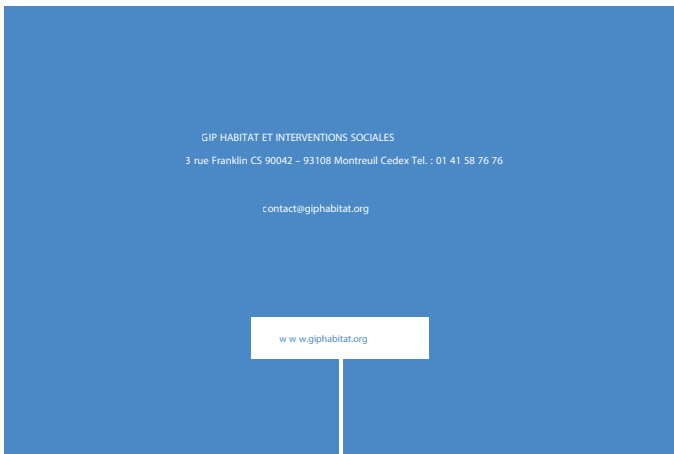 GIP HABITAT ET INTERVENTIONS SOCIALES
3 rue Franklin CS 90042 – 93108 Montreuil Cedex Tel. : 01 41 58 76 76
contact@giphabitat.org
w w w.giphabitat.org